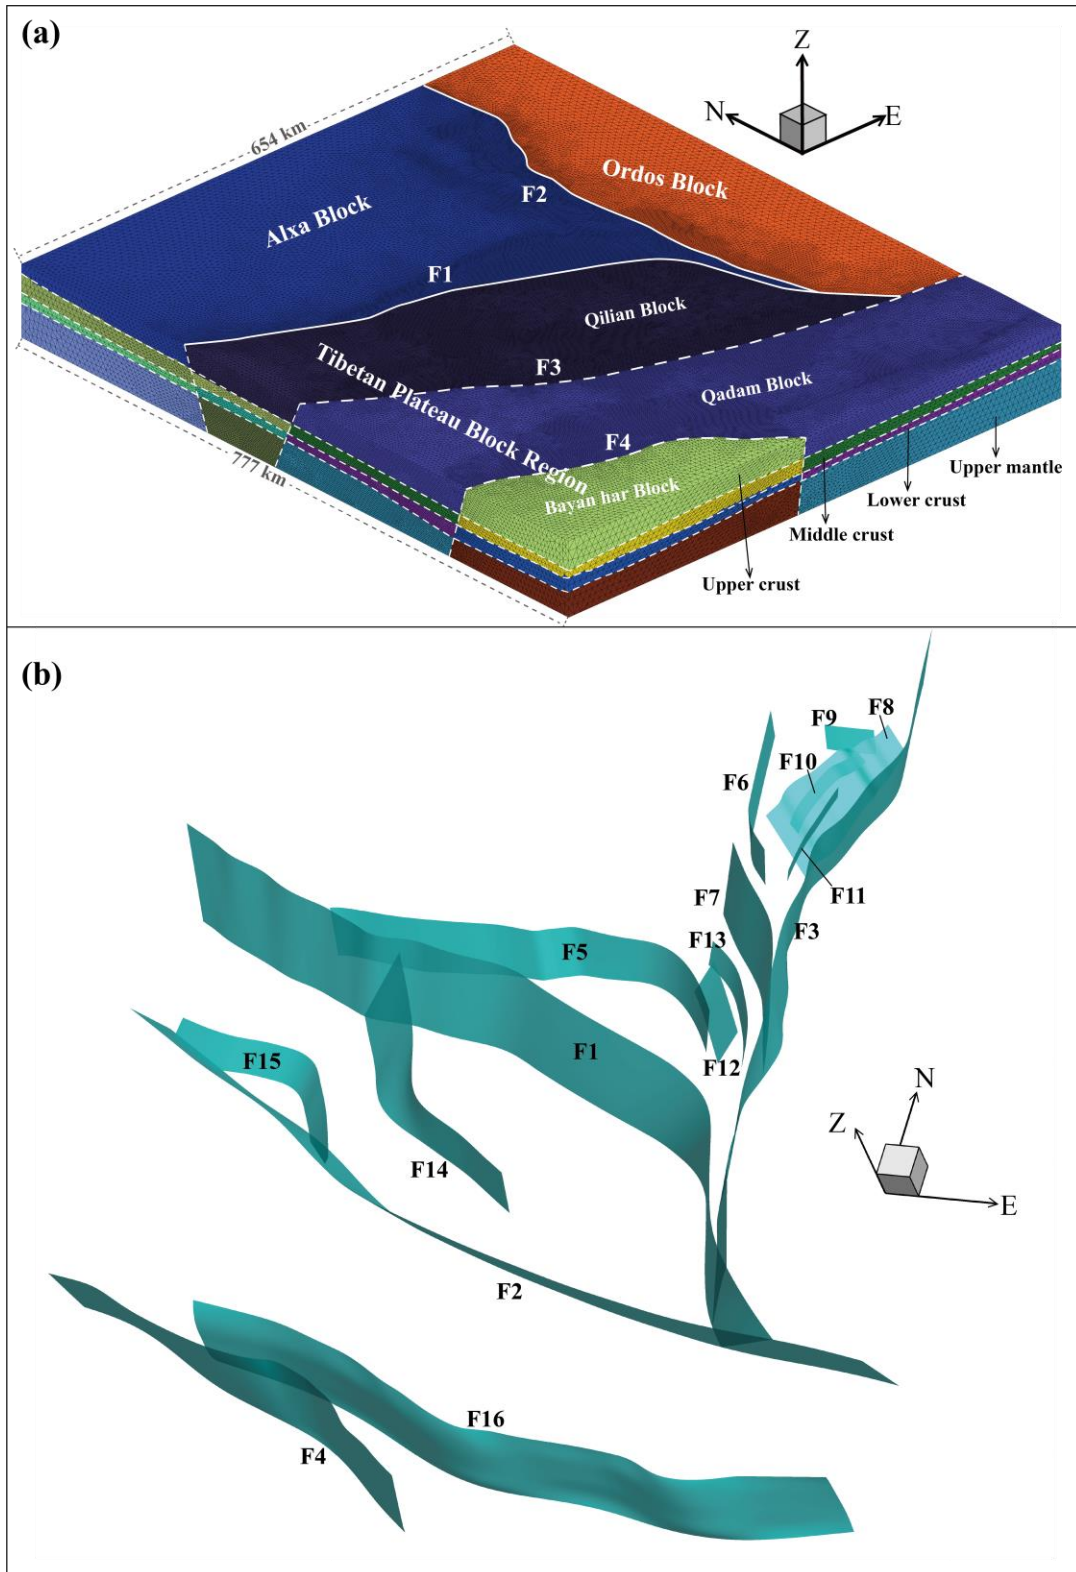 (a)
Z
N
E
654 km
Ordos Block
Alxa Block
F2
F1
Qilian Block
F3
Tibetan Plateau Block Region
Qadam Block
F4
Bayan har Block
777 km
Upper mantle
Lower crust
Middle crust
Upper crust
(b)
F9
F8
F10
F6
F11
F7
F3
F13
F5
F1
F12
F15
F14
N
Z
E
F2
F16
F4